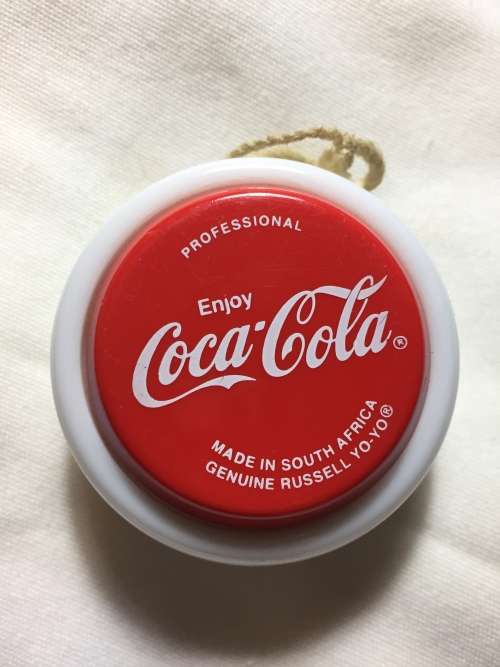 PROFESSIONAL
Enjoy
Coca-Cola®
MADE IN SOUTH AFRICA
GENUINE RUSSELL YO-YO®